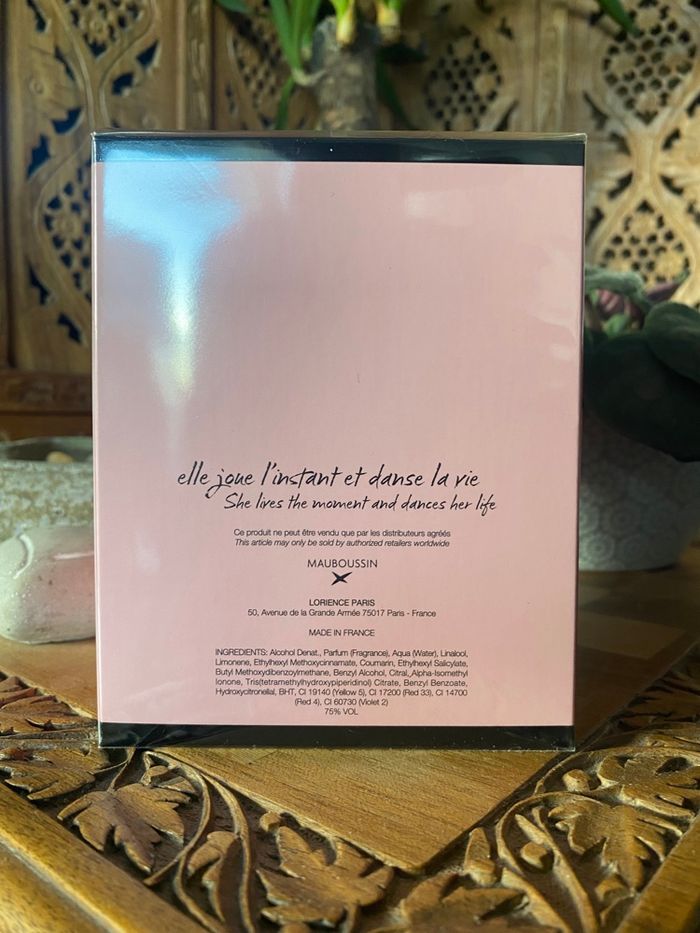 elle joue l'instant et danse la vie
She lives the moment and dances her life
Ce produit ne peut être vendu que par les distributeurs agréés
This article may only be sold by authorized retailers worldwide
MAUBOUSSIN
LORIENCE PARIS
50, Avenue de la Grande Armée 75017 Paris - France
MADE IN FRANCE
INGREDIENTS: Alcohol Denat., Parfum (Fragrance), Aqua (Water), Linalool,
Limonene, Ethylhexyl Methoxycinnamate, Coumarin, Ethylhexyl Salicylate,
Butyl Methoxydibenzoylmethane, Benzyl Alcohol, Citral, Alpha-Isomethyl
Ionone, Tris(tetramethylhydroxypiperidinol) Citrate, Benzyl Benzoate,
Hydroxycitronellal, BHT, CI 19140 (Yellow 5), CI 17200 (Red 33), CI 14700
(Red 4), CI 60730 (Violet 2)
75% VOL